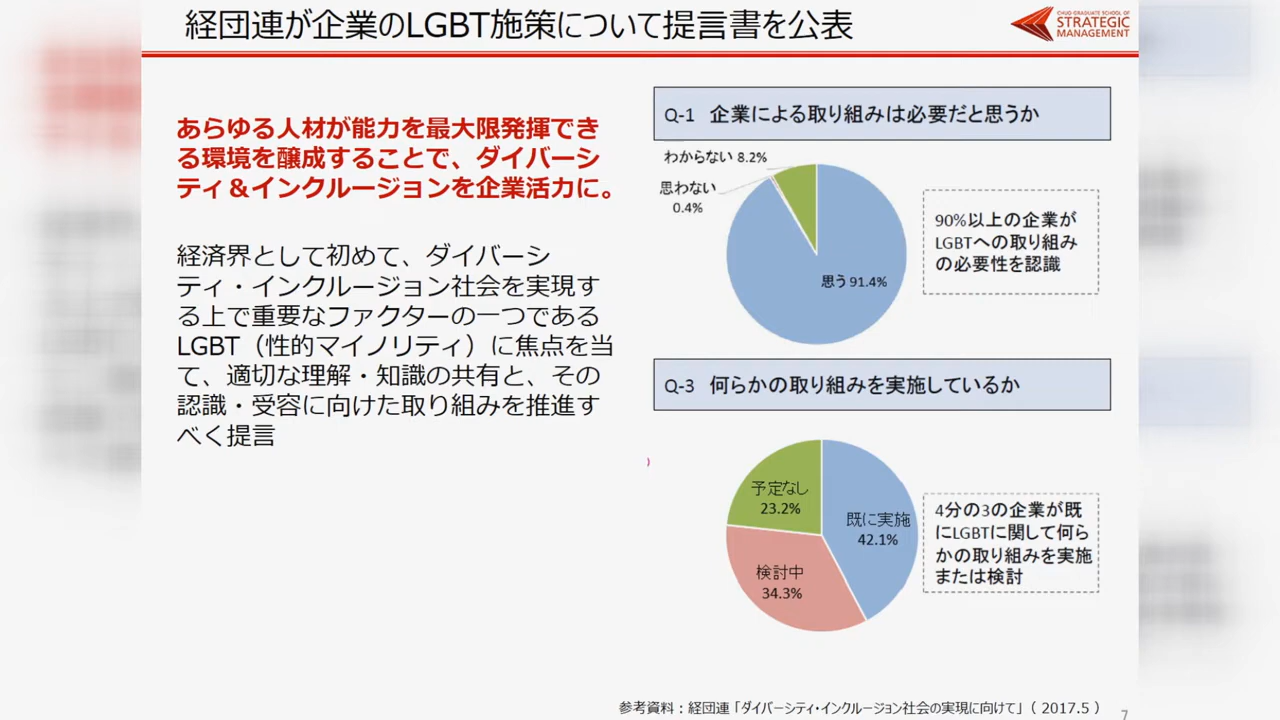 経団連が企業のLGBT施策について提言書を公表
CHUO GRADUATE SCHOOL OF
STRATEGIC
MANAGEMENT
あらゆる人材が能力を最大限発揮でき
る環境を醸成することで、ダイバーシ
ティ＆インクルージョンを企業活力に。
経済界として初めて、ダイバーシ
ティ・インクルージョン社会を実現す
る上で重要なファクターの一つである
LGBT（性的マイノリティ）に焦点を当
て、適切な理解・知識の共有と、その
認識・受容に向けた取り組みを推進す
べく提言
Q-1 企業による取り組みは必要だと思うか
わからない 8.2%
思わない
0.4%
思う 91.4%
90%以上の企業が
LGBTへの取り組み
の必要性を認識
Q-3 何らかの取り組みを実施しているか
予定なし
23.2%
既に実施
42.1%
検討中
34.3%
4分の3の企業が既
にLGBTに関して何ら
かの取り組みを実施
または検討
参考資料：経団連「ダイバーシティ・インクルージョン社会の実現に向けて」（ 2017.5 ）
7